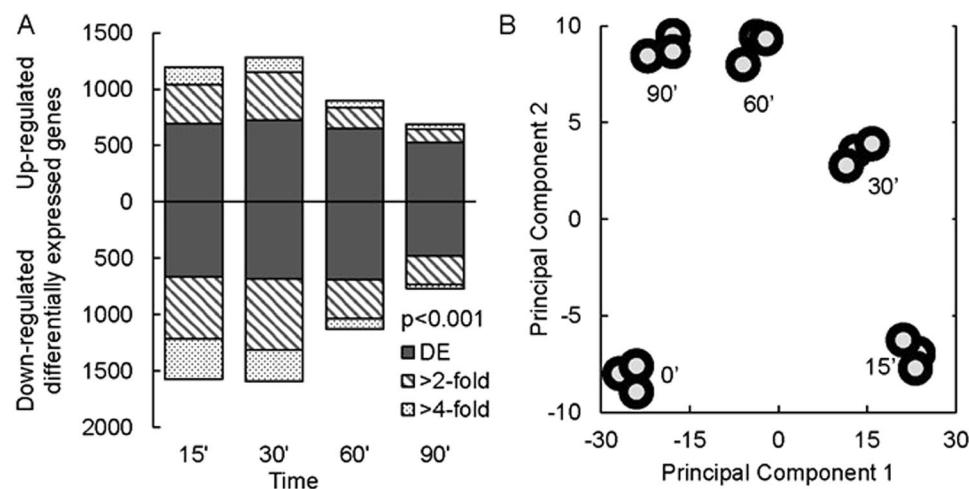 A
Up-regulated
Down-regulated
differentially expressed genes
1500
1000
500
0
500
1000
1500
2000
15'
30'
60'
90'
Time
p<0.001
DE
>2-fold
>4-fold
B
Principal Component 2
10
5
0
-5
-10
90'
60'
30'
0'
15'
-30
-15
0
15
30
Principal Component 1